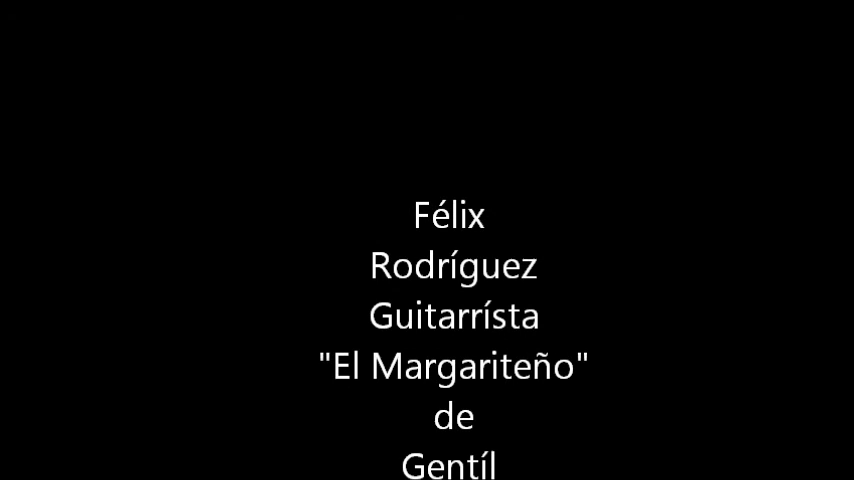 Félix
Rodríguez
Guitarrísta
"El Margariteño"
de
Gentíl